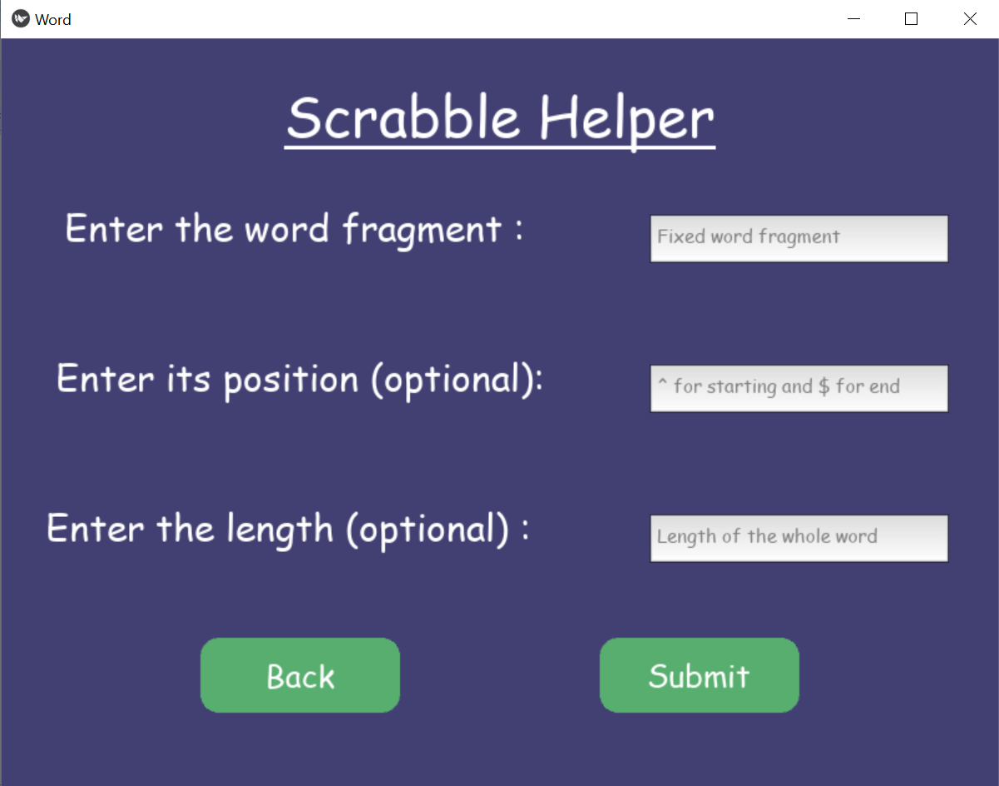 Word
Scrabble Helper
Enter the word fragment :
Fixed word fragment
Enter its position (optional):
^ for starting and $ for end
Enter the length (optional) :
Length of the whole word
Back
Submit